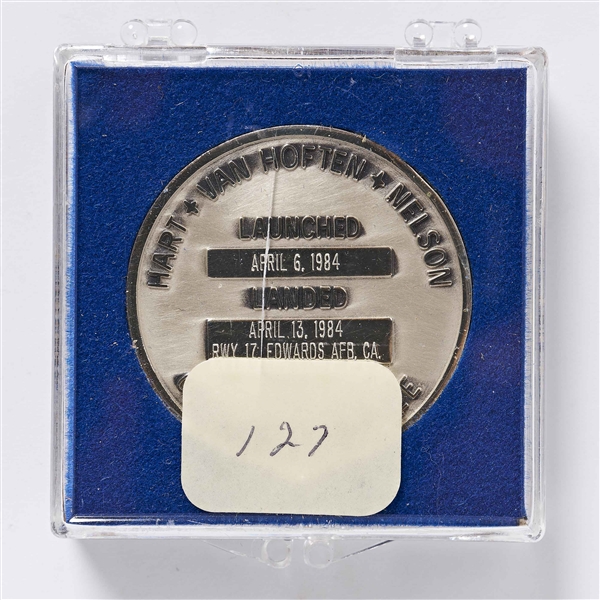 HART + VAN HOFTEN + NELSON
LAUNCHED
APRIL 6, 1984
LANDED
APRIL 13, 1984
RWY 17 EDWARDS AFB, CA.
127